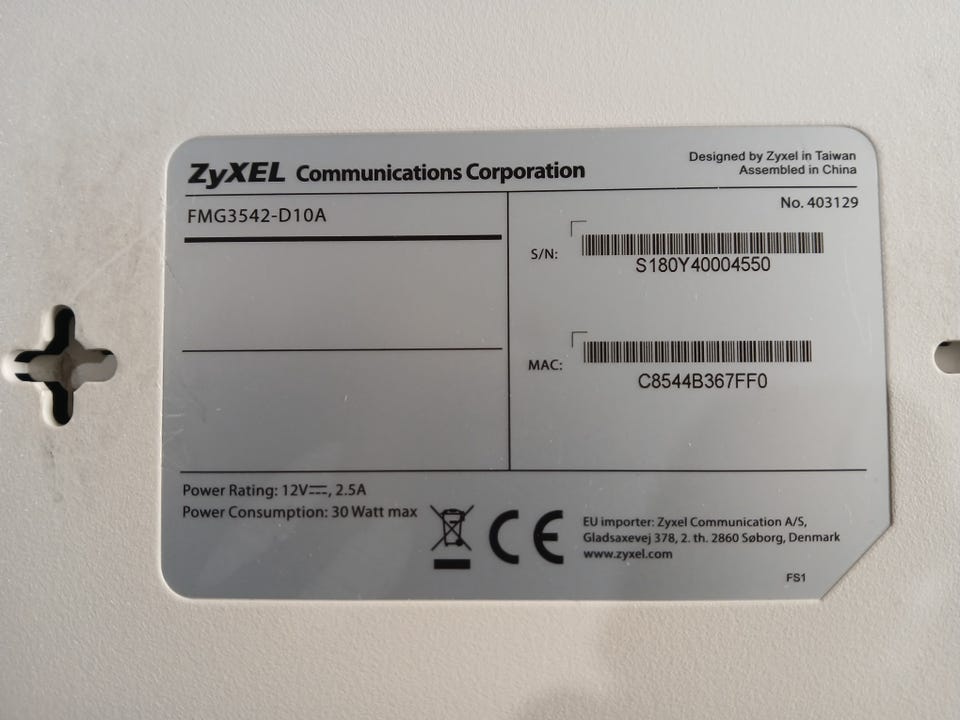 ZyXEL Communications Corporation
Designed by Zyxel in Taiwan
Assembled in China
FMG3542-D10A
No. 403129
S/N:
S180Y40004550
MAC:
C8544B367FF0
Power Rating: 12V⎓, 2.5A
Power Consumption: 30 Watt max
CE
EU importer: Zyxel Communication A/S,
Gladsaxevej 378, 2. th. 2860 Søborg, Denmark
www.zyxel.com
FS1